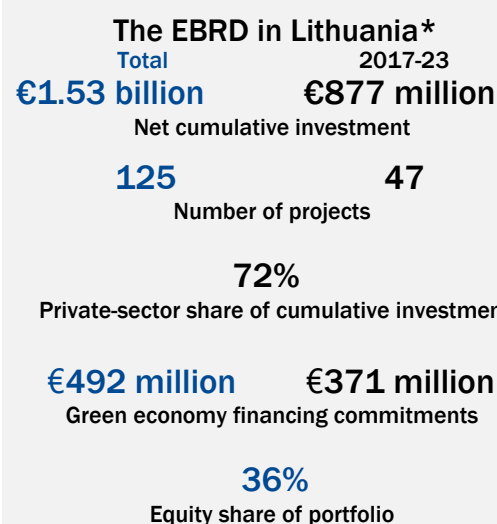 The EBRD in Lithuania*
Total 2017-23
€1.53 billion €877 million
Net cumulative investment
125 47
Number of projects
72%
Private-sector share of cumulative investmen
€492 million €371 million
Green economy financing commitments
36%
Equity share of portfolio